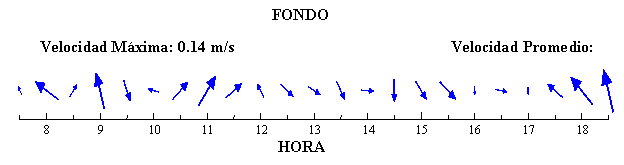 FONDO
Velocidad Máxima: 0.14 m/s Velocidad Promedio:
8 9 10 11 12 13 14 15 16 17 18
HORA